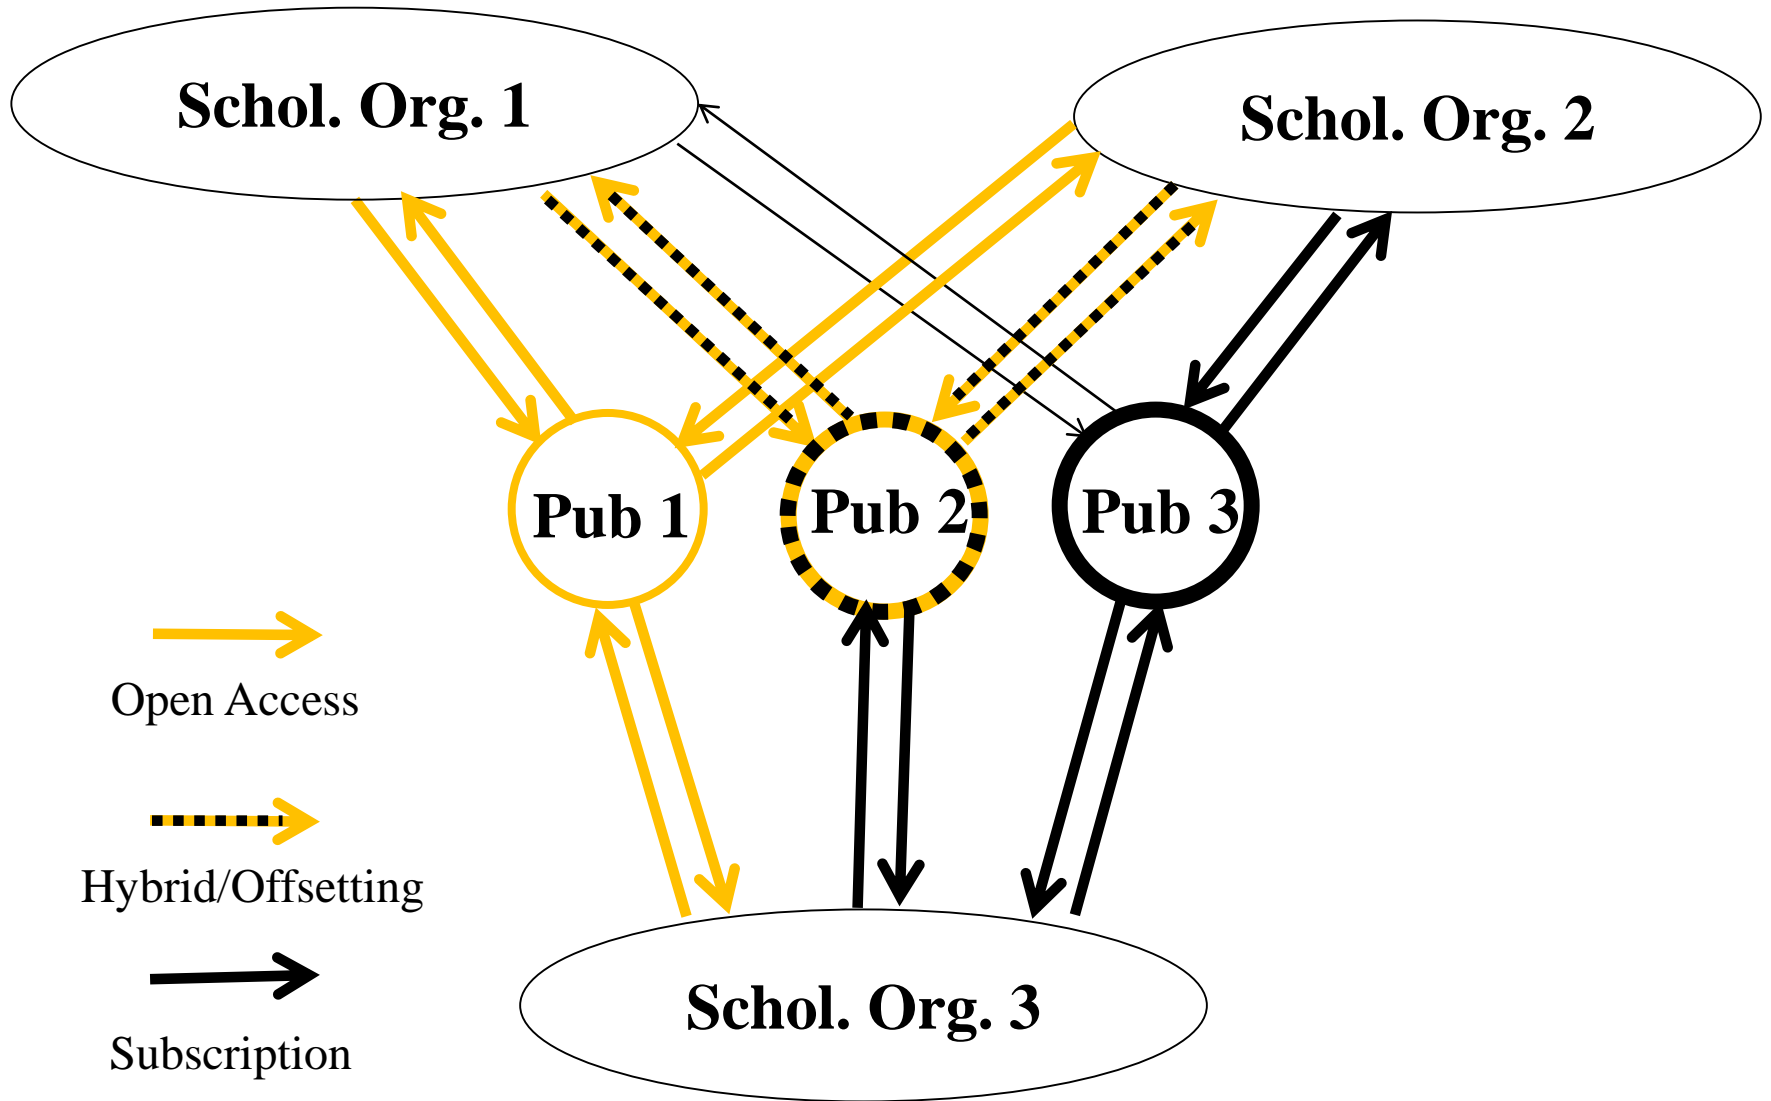 Schol. Org. 1
Schol. Org. 2
Pub 1
Pub 2
Pub 3
Open Access
Hybrid/Offsetting
Subscription
Schol. Org. 3